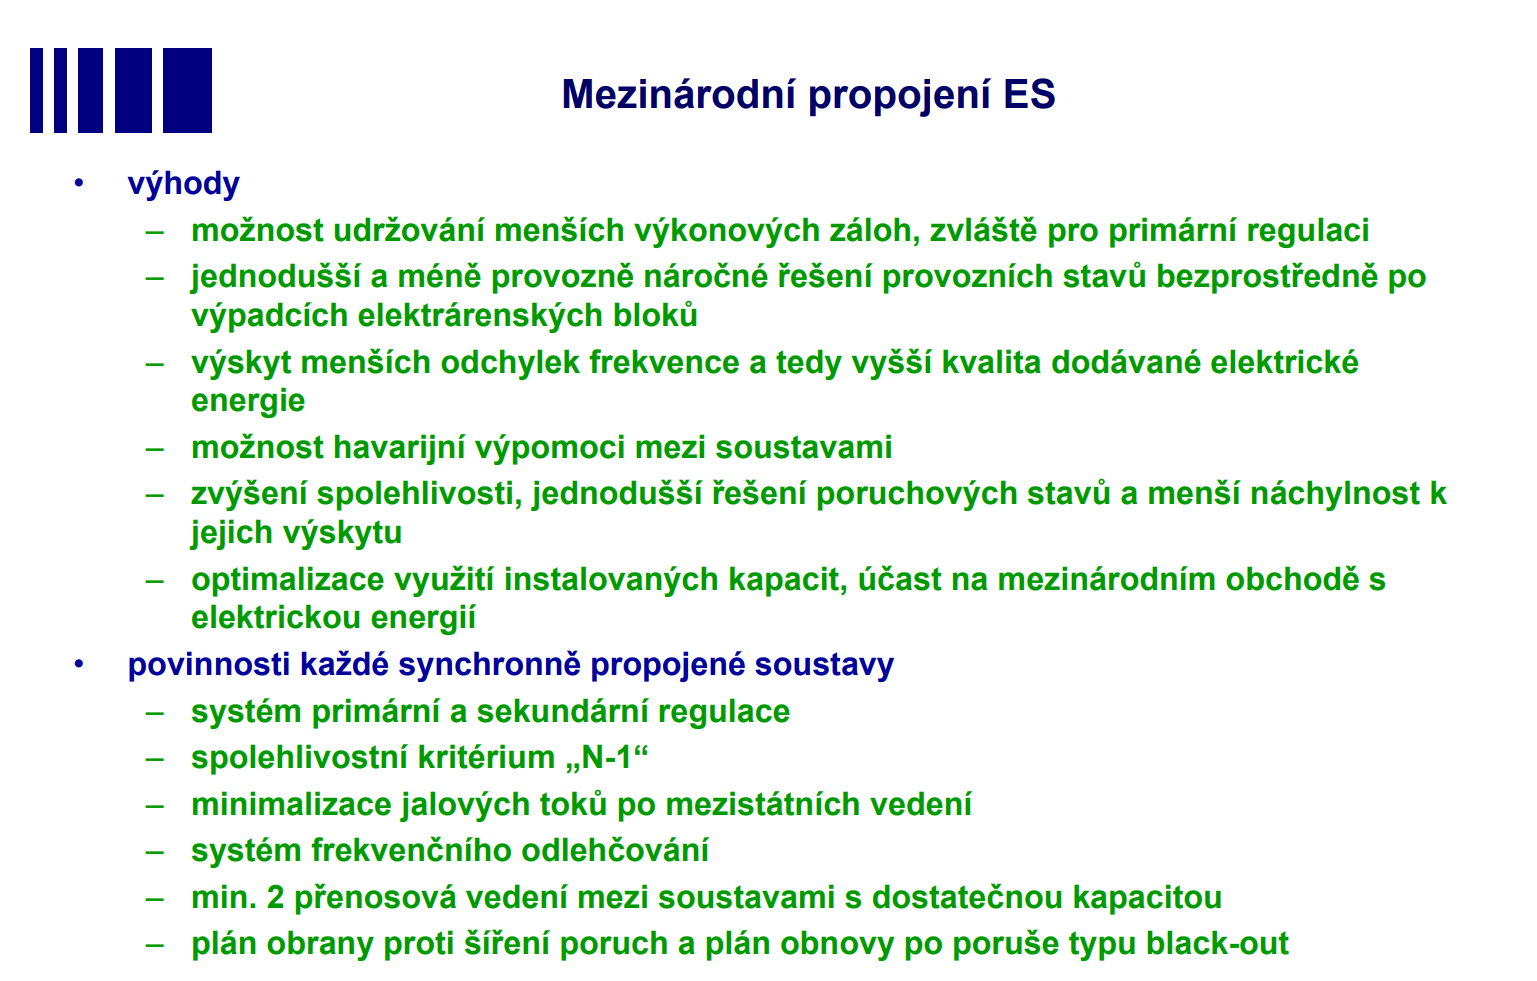 Mezinárodní propojení ES
• výhody
– možnost udržování menších výkonových záloh, zvláště pro primární regulaci
– jednodušší a méně provozně náročné řešení provozních stavů bezprostředně po
výpadcích elektrárenských bloků
– výskyt menších odchylek frekvence a tedy vyšší kvalita dodávané elektrické
energie
– možnost havarijní výpomoci mezi soustavami
– zvýšení spolehlivosti, jednodušší řešení poruchových stavů a menší náchylnost k
jejich výskytu
– optimalizace využití instalovaných kapacit, účast na mezinárodním obchodě s
elektrickou energií
• povinnosti každé synchronně propojené soustavy
– systém primární a sekundární regulace
– spolehlivostní kritérium „N-1“
– minimalizace jalových toků po mezistátních vedení
– systém frekvenčního odlehčování
– min. 2 přenosová vedení mezi soustavami s dostatečnou kapacitou
– plán obrany proti šíření poruch a plán obnovy po poruše typu black-out